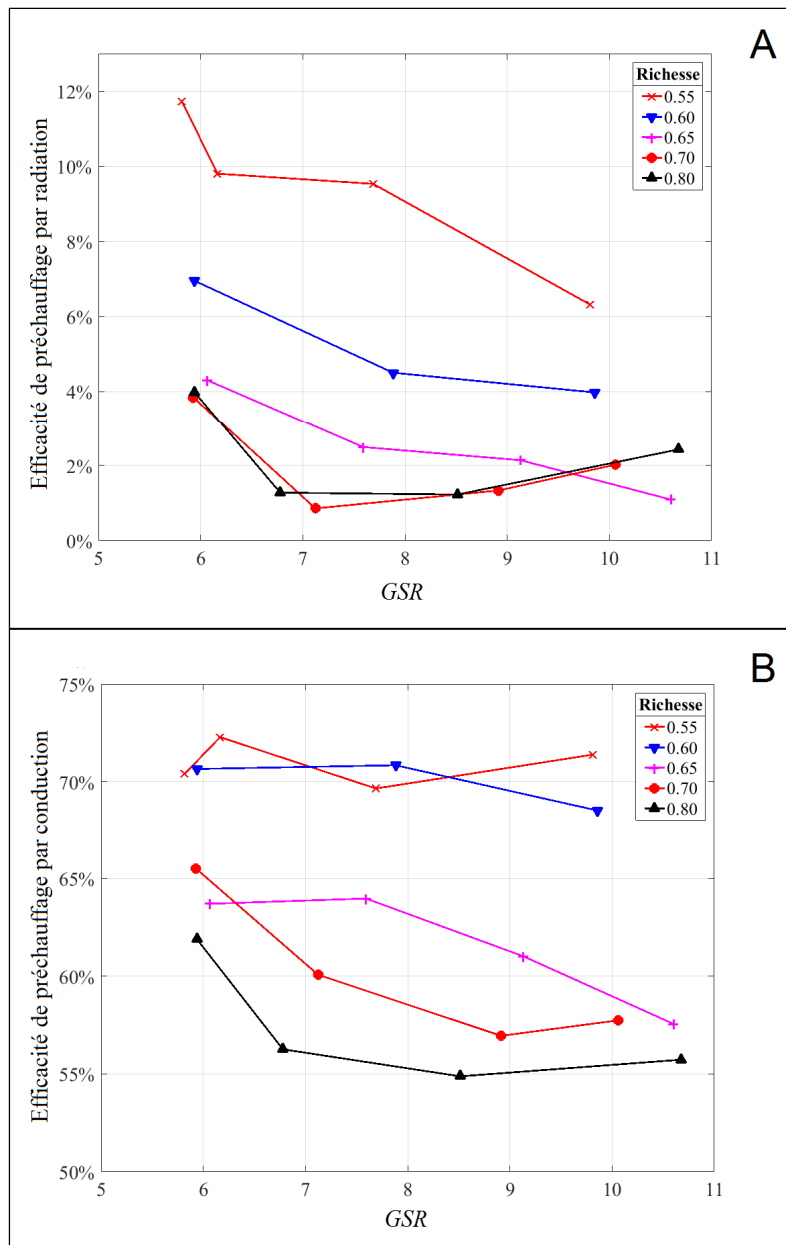 A
Efficacité de préchauffage par radiation
12%
10%
8%
6%
4%
2%
0%
5 6 7 8 9 10 11
GSR
Richesse
0.55
0.60
0.65
0.70
0.80
B
Efficacité de préchauffage par conduction
75%
70%
65%
60%
55%
50%
5 6 7 8 9 10 11
GSR
Richesse
0.55
0.60
0.65
0.70
0.80